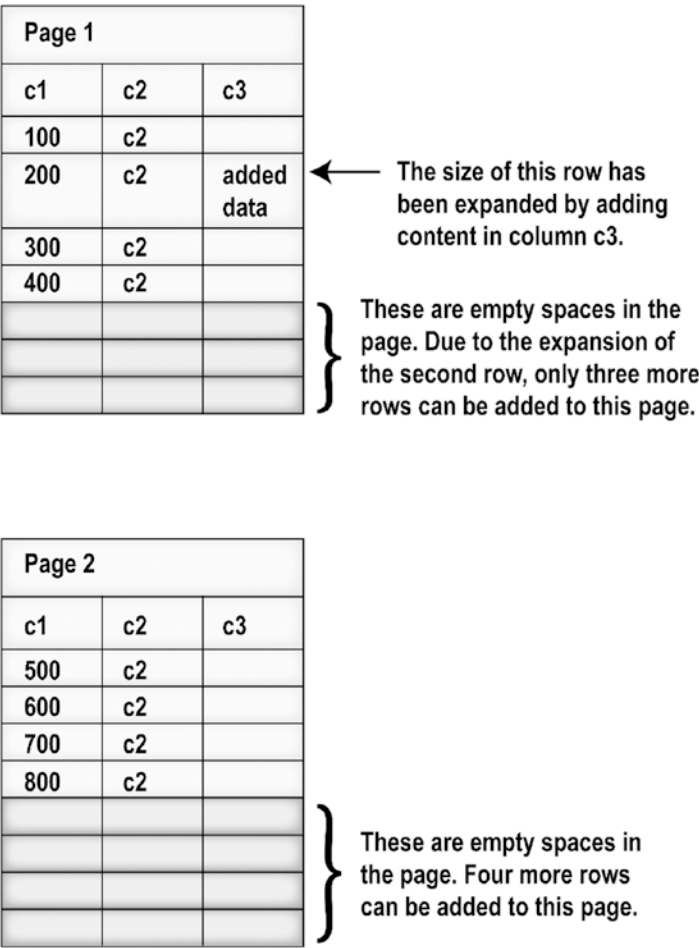 Page 1
c1 c2 c3
100 c2
200 c2 added
data
300 c2
400 c2
The size of this row has
been expanded by adding
content in column c3.
These are empty spaces in the
page. Due to the expansion of
the second row, only three more
rows can be added to this page.
Page 2
c1 c2 c3
500 c2
600 c2
700 c2
800 c2
These are empty spaces in
the page. Four more rows
can be added to this page.